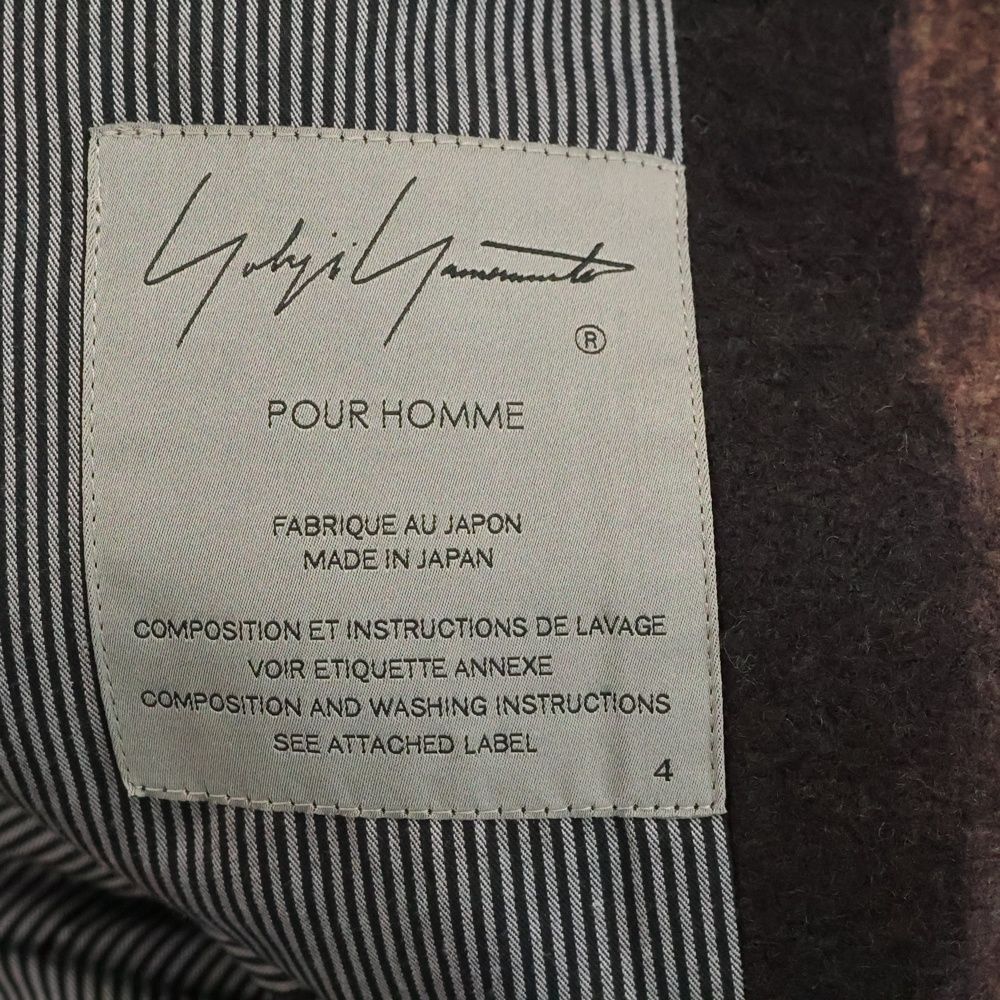 Yohji Yamamoto
®
POUR HOMME
FABRIQUE AU JAPON
MADE IN JAPAN
COMPOSITION ET INSTRUCTIONS DE LAVAGE
VOIR ETIQUETTE ANNEXE
COMPOSITION AND WASHING INSTRUCTIONS
SEE ATTACHED LABEL
4